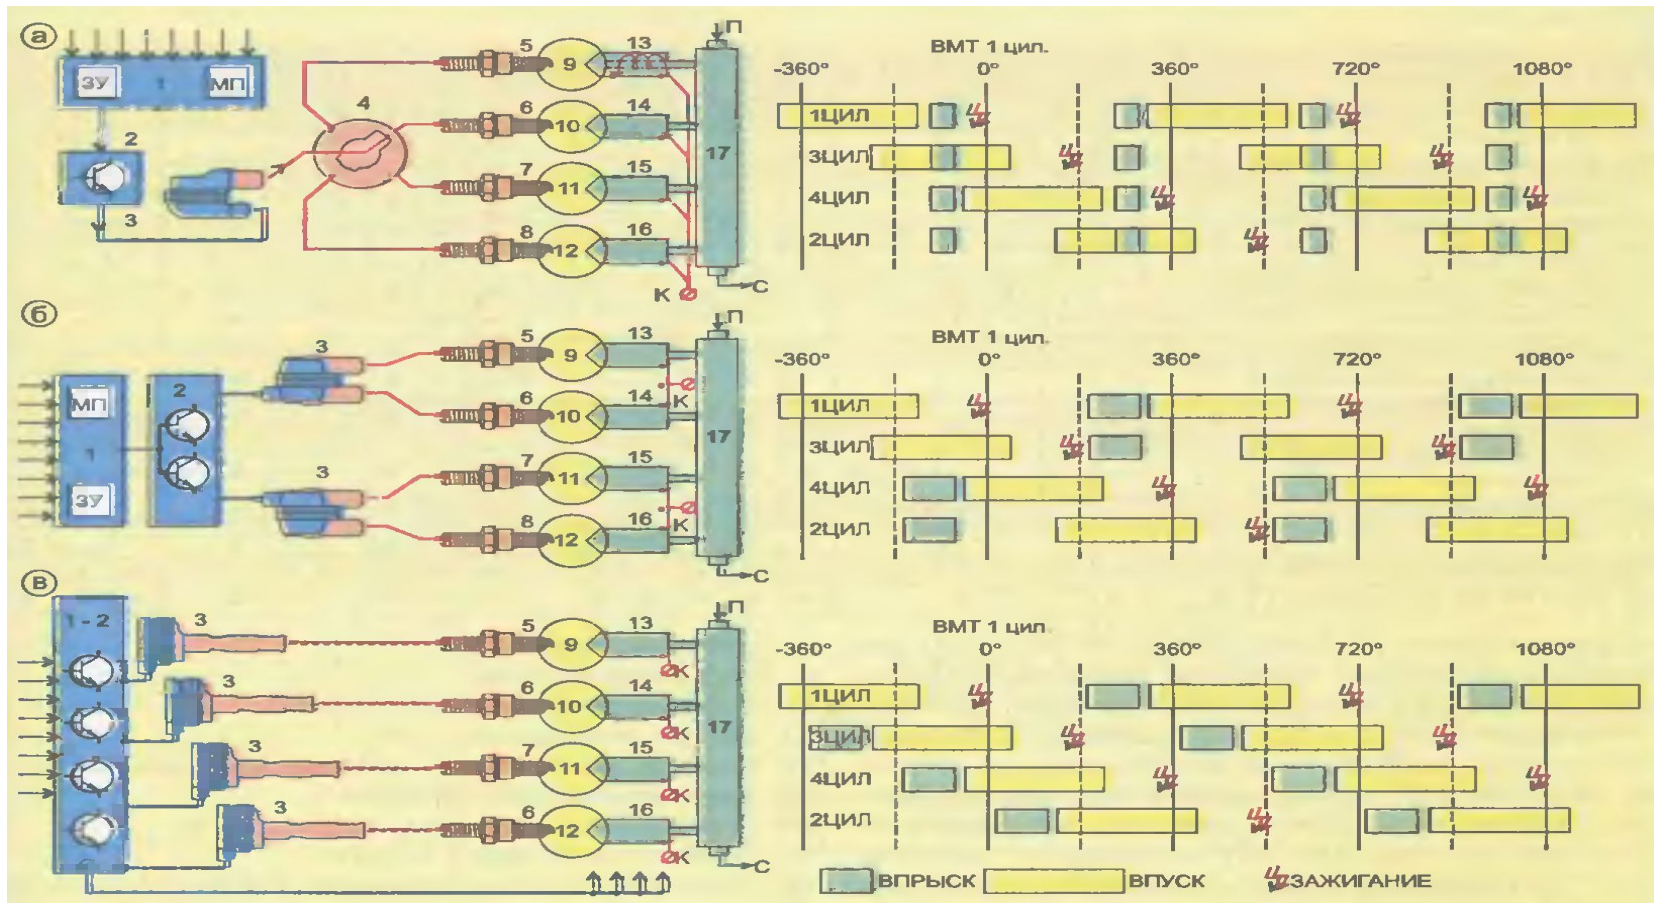 а
ЗУ 1 МП
2
3
4
5 9 13
6 10 14
7 11 15
8 12 16
17
П
С
К
ВМТ 1 цил.
-360° 0° 360° 720° 1080°
1ЦИЛ
3ЦИЛ
4ЦИЛ
2ЦИЛ
б
МП
1
ЗУ
2
3
3
5 9 13
6 10 14
7 11 15
8 12 16
17
П
С
К
К
ВМТ 1 цил.
-360° 0° 360° 720° 1080°
1ЦИЛ
3ЦИЛ
4ЦИЛ
2ЦИЛ
в
1 - 2
3
3
3
3
5 9 13
6 10 14
7 11 15
6 12 16
17
П
С
К
К
К
К
ВМТ 1 цил.
-360° 0° 360° 720° 1080°
1ЦИЛ
3ЦИЛ
4ЦИЛ
2ЦИЛ
ВПРЫСК ВПУСК ЗАЖИГАНИЕ